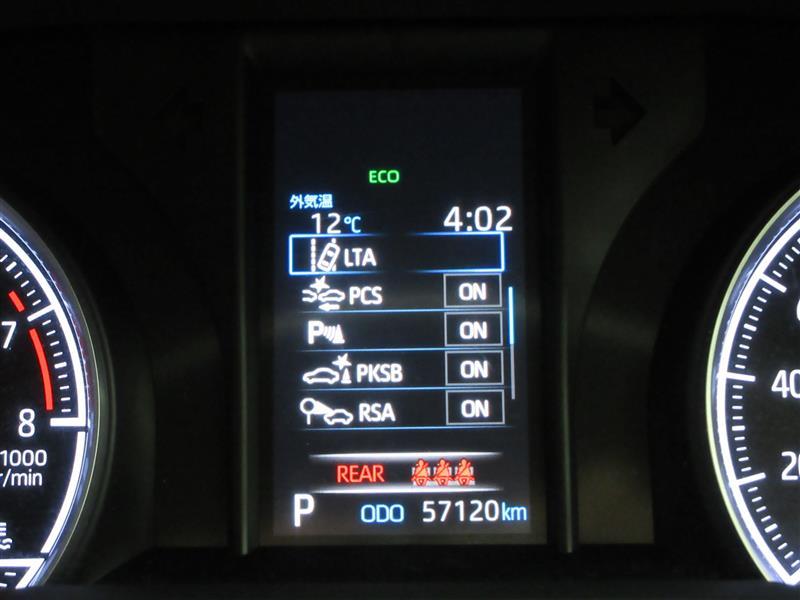 ECO
外気温
12℃ 4:02
LTA
PCS ON
P ON
PKSB ON
RSA ON
REAR
P ODO 57120km
7
8
1000
r/min
40
20